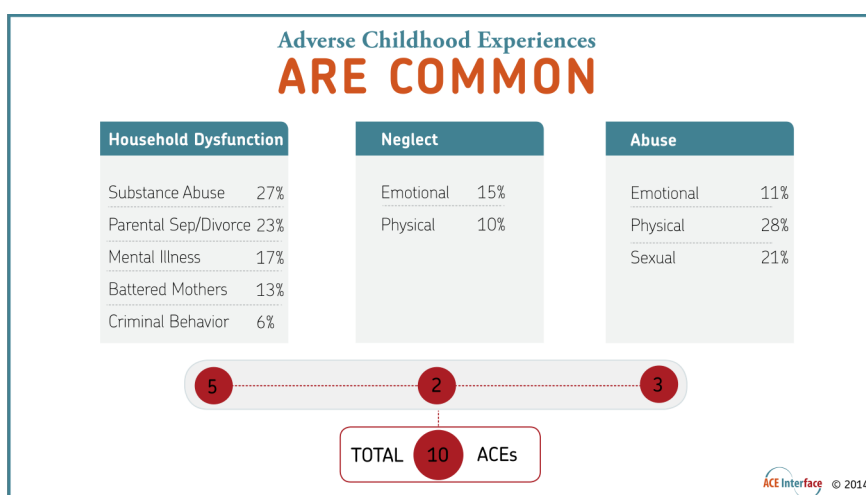 Adverse Childhood Experiences
ARE COMMON
Household Dysfunction
Substance Abuse 27%
Parental Sep/Divorce 23%
Mental Illness 17%
Battered Mothers 13%
Criminal Behavior 6%
Neglect
Emotional 15%
Physical 10%
Abuse
Emotional 11%
Physical 28%
Sexual 21%
5 2 3
TOTAL 10 ACEs
ACE Interface © 2014